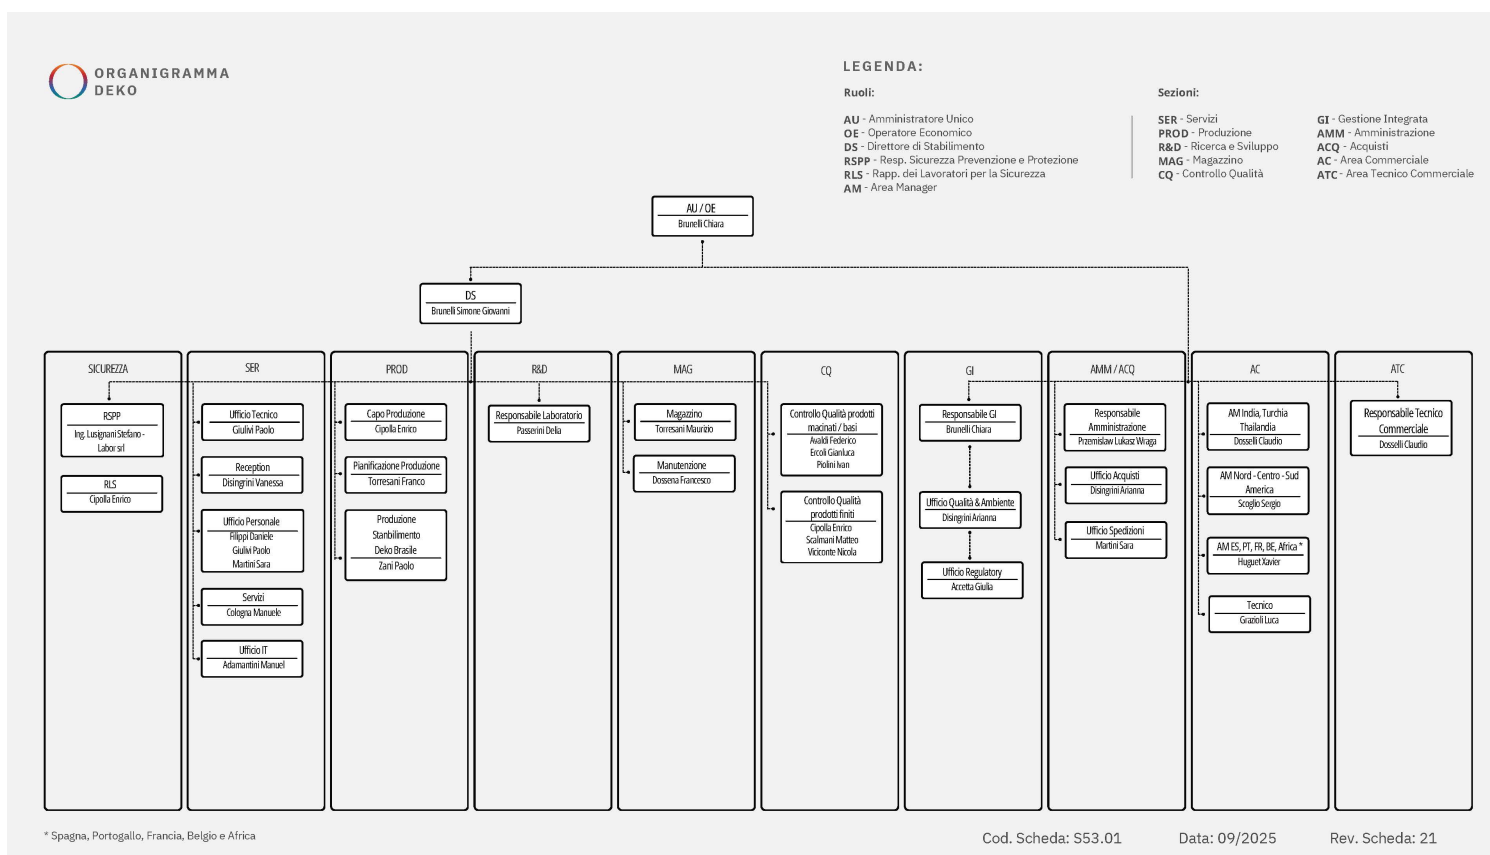 ORGANIGRAMMA
DEKO
LEGENDA:
Ruoli:
AU - Amministratore Unico
OE - Operatore Economico
DS - Direttore di Stabilimento
RSPP - Resp. Sicurezza Prevenzione e Protezione
RLS - Rapp. dei Lavoratori per la Sicurezza
AM - Area Manager
Sezioni:
SER - Servizi
PROD - Produzione
R&D - Ricerca e Sviluppo
MAG - Magazzino
CQ - Controllo Qualità
GI - Gestione Integrata
AMM - Amministrazione
ACQ - Acquisti
AC - Area Commerciale
ATC - Area Tecnico Commerciale
AU / OE
Brunelli Chiara
DS
Brunelli Simone Giovanni
SICUREZZA
RSPP
Ing. Lusignani Stefano -
Labor srl
RLS
Cipolla Enrico
SER
Ufficio Tecnico
Giulivi Paolo
Reception
Disingrini Vanessa
Ufficio Personale
Filippi Daniele
Giulivi Paolo
Martini Sara
Servizi
Cologna Manuele
Ufficio IT
Adamantini Manuel
PROD
Capo Produzione
Cipolla Enrico
Pianificazione Produzione
Torresani Franco
Produzione
Stanbilimento
Deko Brasile
Zani Paolo
R&D
Responsabile Laboratorio
Passerini Delia
MAG
Magazzino
Torresani Maurizio
Manutenzione
Dossena Francesco
CQ
Controllo Qualità prodotti
macinati / basi
Avaldi Federico
Ercoli Gianluca
Piolini Ivan
Controllo Qualità
prodotti finiti
Cipolla Enrico
Scalmani Matteo
Viciconte Nicola
GI
Responsabile GI
Brunelli Chiara
Ufficio Qualità & Ambiente
Disingrini Arianna
Ufficio Regulatory
Accetta Giulia
AMM / ACQ
Responsabile
Amministrazione
Przemislaw Lukasz Wraga
Ufficio Acquisti
Disingrini Arianna
Ufficio Spedizioni
Martini Sara
AC
AM India, Turchia
Thailandia
Dosselli Claudio
AM Nord - Centro - Sud
America
Scoglio Sergio
AM ES, PT, FR, BE, Africa *
Huguet Xavier
Tecnico
Grazioli Luca
ATC
Responsabile Tecnico
Commerciale
Dosselli Claudio
* Spagna, Portogallo, Francia, Belgio e Africa
Cod. Scheda: S53.01
Data: 09/2025
Rev. Scheda: 21